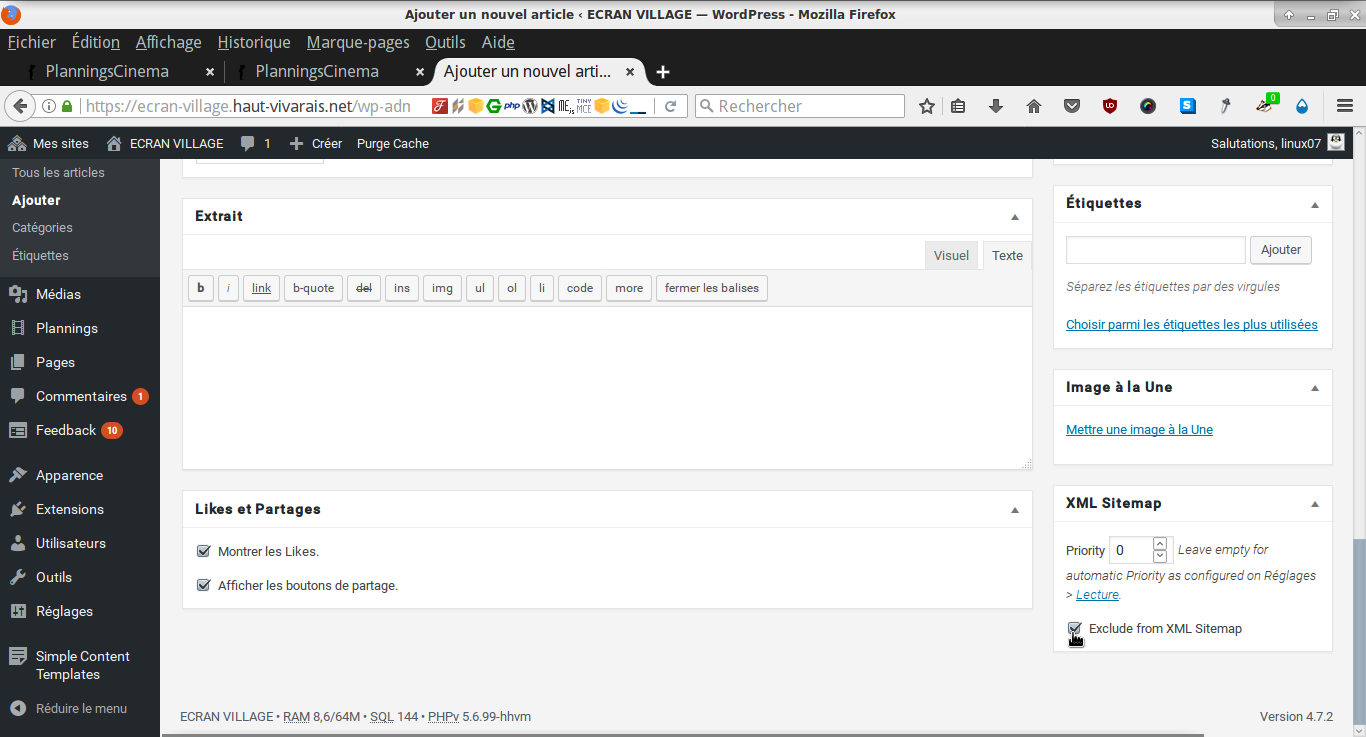 Ajouter un nouvel article ‹ ECRAN VILLAGE — WordPress - Mozilla Firefox
Fichier Édition Affichage Historique Marque-pages Outils Aide
PlanningsCinema PlanningsCinema Ajouter un nouvel arti...
https://ecran-village.haut-vivarais.net/wp-adn Rechercher
Mes sites ECRAN VILLAGE 1 Créer Purge Cache Salutations, linux07
Tous les articles
Ajouter
Catégories
Étiquettes
Médias
Plannings
Pages
Commentaires 1
Feedback 10
Apparence
Extensions
Utilisateurs
Outils
Réglages
Simple Content
Templates
Réduire le menu
Extrait
Visuel Texte
b i link b-quote del ins img ul ol li code more fermer les balises
Likes et Partages
Montrer les Likes.
Afficher les boutons de partage.
Étiquettes
Ajouter
Séparez les étiquettes par des virgules
Choisir parmi les étiquettes les plus utilisées
Image à la Une
Mettre une image à la Une
XML Sitemap
Priority 0 Leave empty for
automatic Priority as configured on Réglages
> Lecture.
Exclude from XML Sitemap
ECRAN VILLAGE • RAM 8,6/64M • SQL 144 • PHPv 5.6.99-hhvm
Version 4.7.2